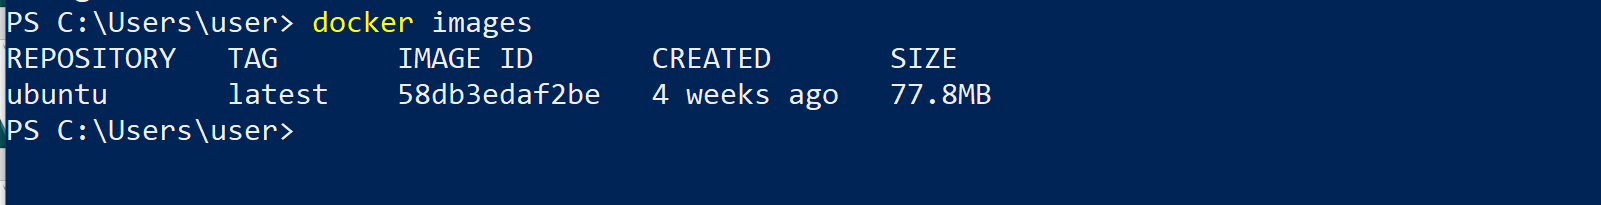 PS C:\Users\user> docker images
REPOSITORY   TAG       IMAGE ID       CREATED       SIZE
ubuntu       latest    58db3edaf2be   4 weeks ago   77.8MB
PS C:\Users\user>